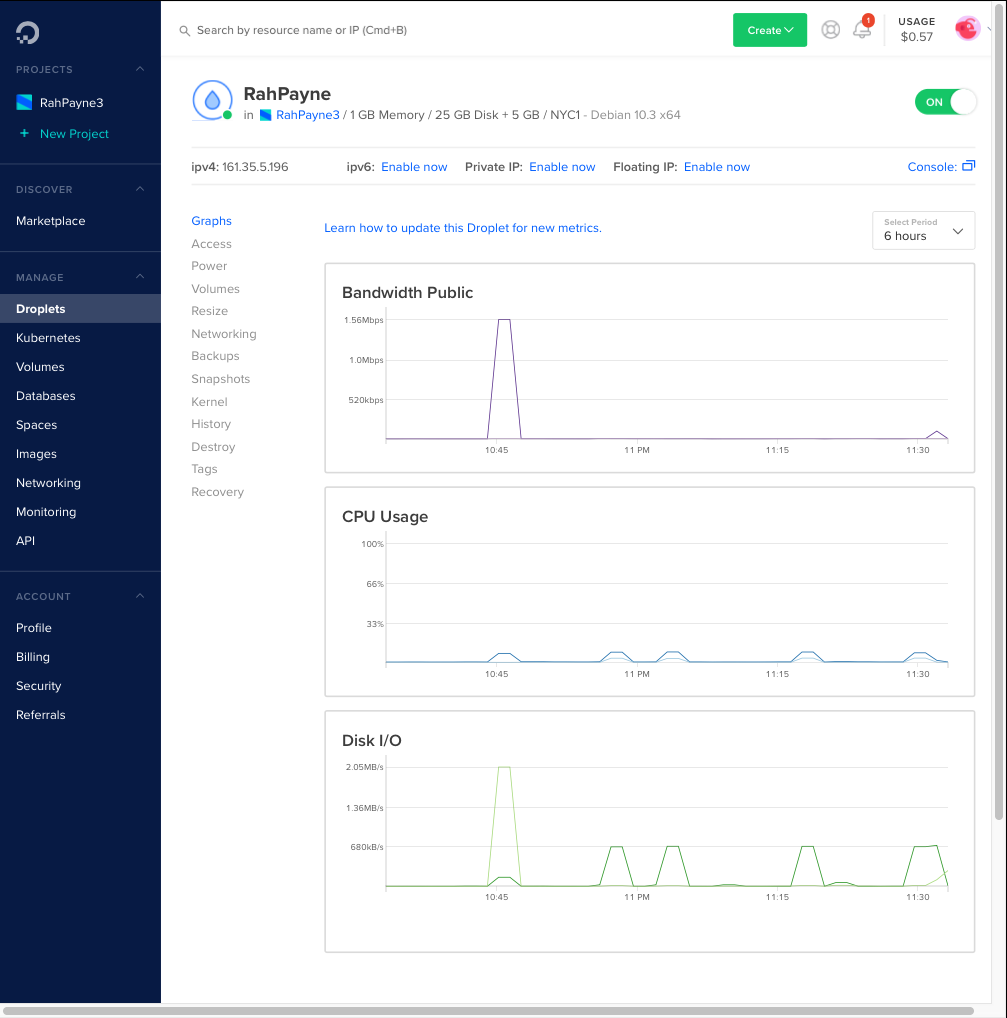 Search by resource name or IP (Cmd+B)
Create
1
USAGE
$0.57
PROJECTS
RahPayne3
+ New Project
DISCOVER
Marketplace
MANAGE
Droplets
Kubernetes
Volumes
Databases
Spaces
Images
Networking
Monitoring
API
ACCOUNT
Profile
Billing
Security
Referrals
RahPayne
in RahPayne3 / 1 GB Memory / 25 GB Disk + 5 GB / NYC1 - Debian 10.3 x64
ON
ipv4: 161.35.5.196 ipv6: Enable now Private IP: Enable now Floating IP: Enable now Console:
Graphs
Access
Power
Volumes
Resize
Networking
Backups
Snapshots
Kernel
History
Destroy
Tags
Recovery
Learn how to update this Droplet for new metrics.
Select Period
6 hours
Bandwidth Public
1.56Mbps
1.0Mbps
520kbps
10:45 11 PM 11:15 11:30
CPU Usage
100%
66%
33%
10:45 11 PM 11:15 11:30
Disk I/O
2.05MB/s
1.36MB/s
680kB/s
10:45 11 PM 11:15 11:30